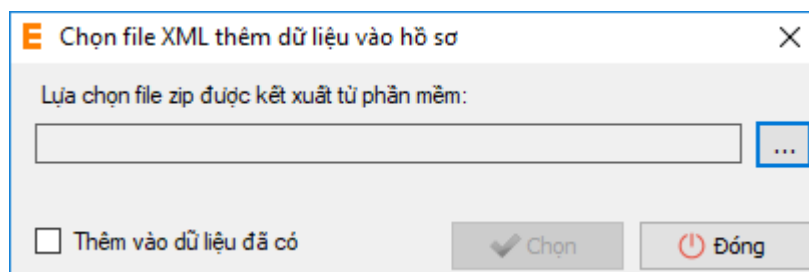 E Chọn file XML thêm dữ liệu vào hồ sơ
Lựa chọn file zip được kết xuất từ phần mềm:
...
Thêm vào dữ liệu đã có
Chọn
Đóng